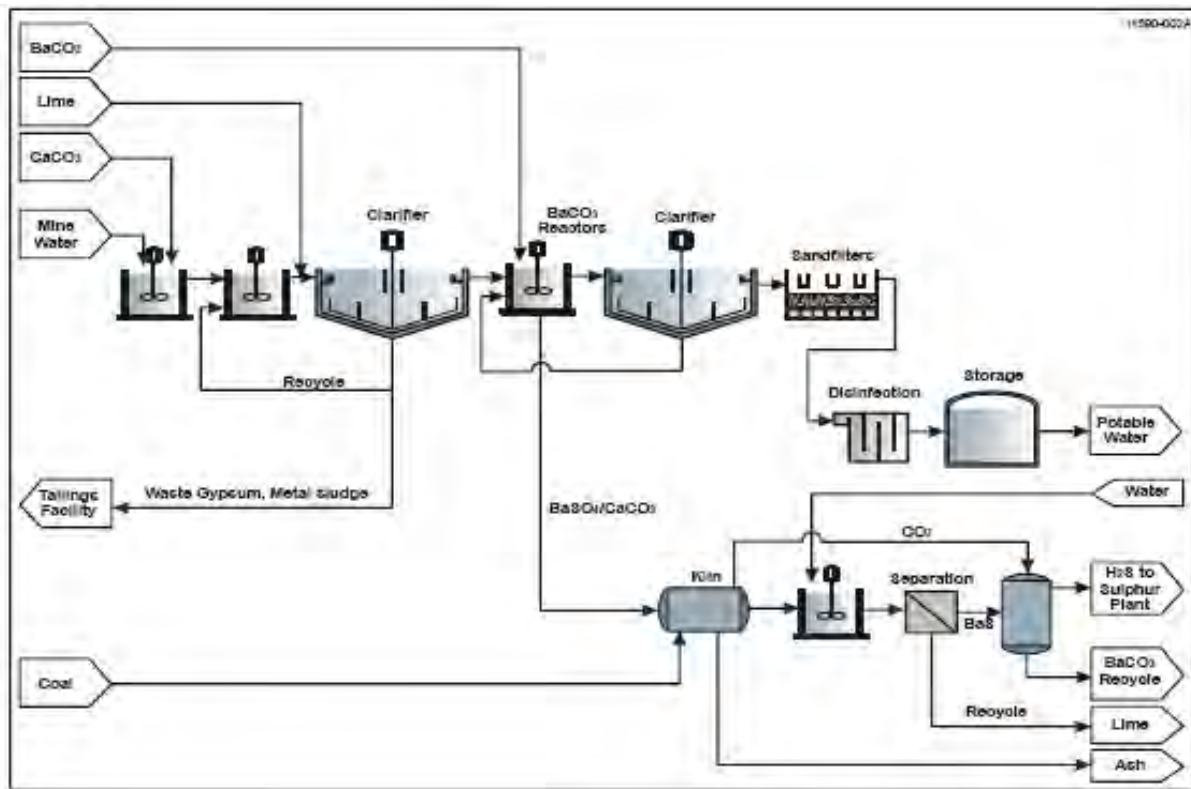 BaCO₃
Lime
CaCO₃
Mine
Water
Clarifier
BaCO₃
Reactors
Clarifier
Sandfilters
Recycle
Disinfection
Storage
Potable
Water
Tailings
Facility
Waste Gypsum, Metal sludge
BaSO₄/CaCO₃
Water
CO₂
Kiln
Separation
BaS
H₂S to
Sulphur
Plant
BaCO₃
Recycle
Coal
Recycle
Lime
Ash